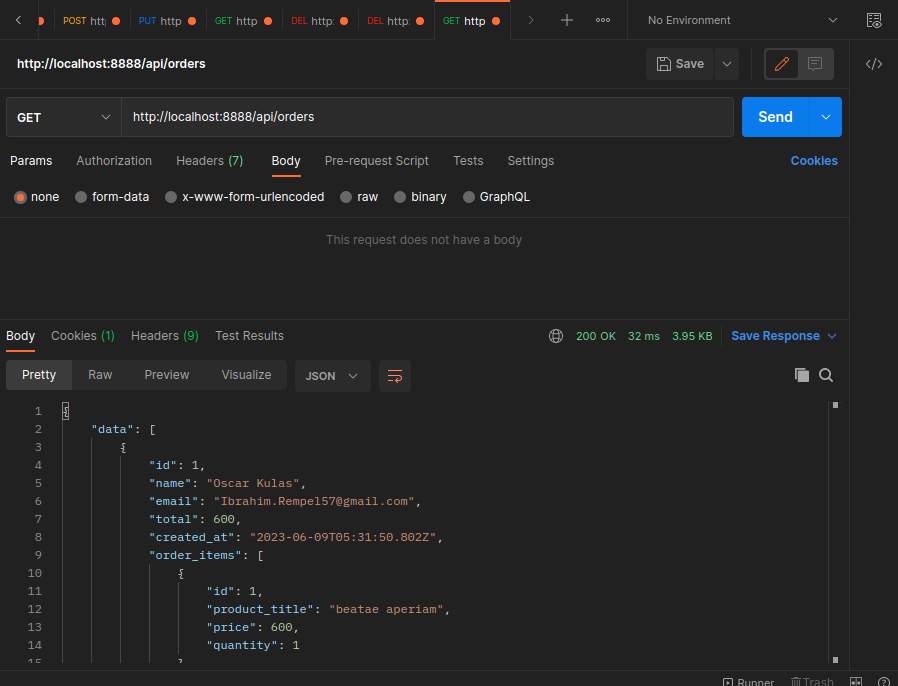 POST htt PUT http GET http DEL http: DEL http: GET http No Environment
http://localhost:8888/api/orders Save
GET http://localhost:8888/api/orders Send
Params Authorization Headers (7) Body Pre-request Script Tests Settings Cookies
none form-data x-www-form-urlencoded raw binary GraphQL
This request does not have a body
Body Cookies (1) Headers (9) Test Results 200 OK 32 ms 3.95 KB Save Response
Pretty Raw Preview Visualize JSON
1 {
2 "data": [
3 {
4 "id": 1,
5 "name": "Oscar Kulas",
6 "email": "Ibrahim.Rempel57@gmail.com",
7 "total": 600,
8 "created_at": "2023-06-09T05:31:50.802Z",
9 "order_items": [
10 {
11 "id": 1,
12 "product_title": "beatae aperiam",
13 "price": 600,
14 "quantity": 1
15 }
Runner Trash